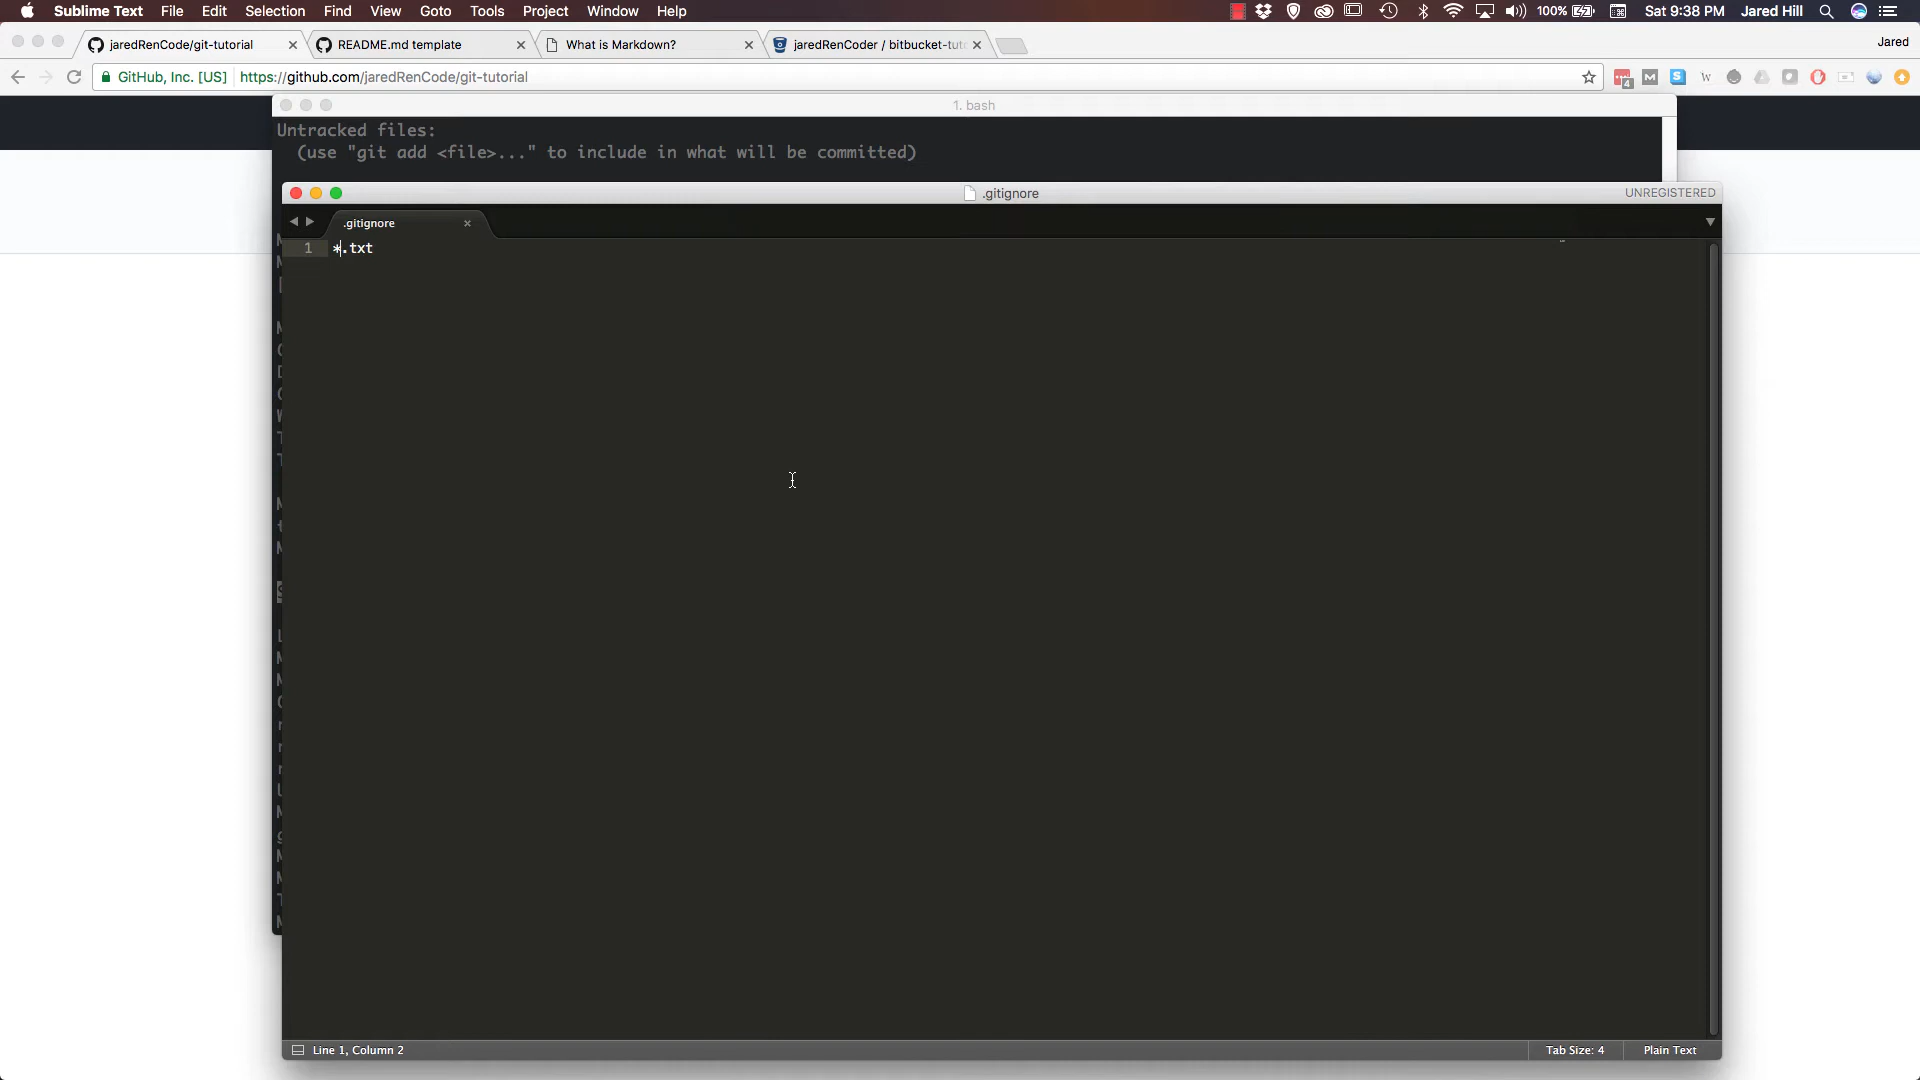 Sublime Text File Edit Selection Find View Goto Tools Project Window Help 100% Sat 9:38 PM Jared Hill
jaredRenCode/git-tutorial README.md template What is Markdown? jaredRenCoder / bitbucket-tut Jared
GitHub, Inc. [US] https://github.com/jaredRenCode/git-tutorial
1. bash
Untracked files:
(use "git add <file>..." to include in what will be committed)
.gitignore UNREGISTERED
.gitignore
1 *.txt
Line 1, Column 2 Tab Size: 4 Plain Text